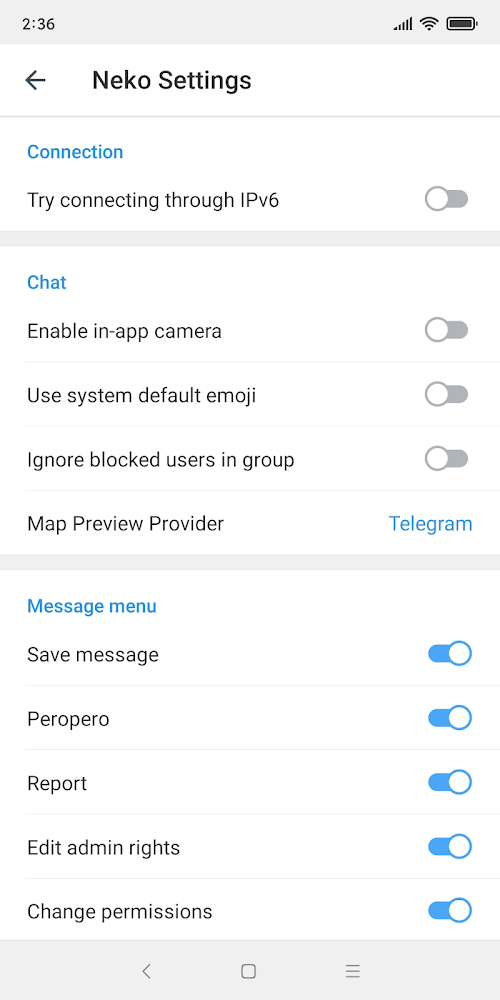 2:36
Neko Settings
Connection
Try connecting through IPv6
Chat
Enable in-app camera
Use system default emoji
Ignore blocked users in group
Map Preview Provider Telegram
Message menu
Save message
Peropero
Report
Edit admin rights
Change permissions